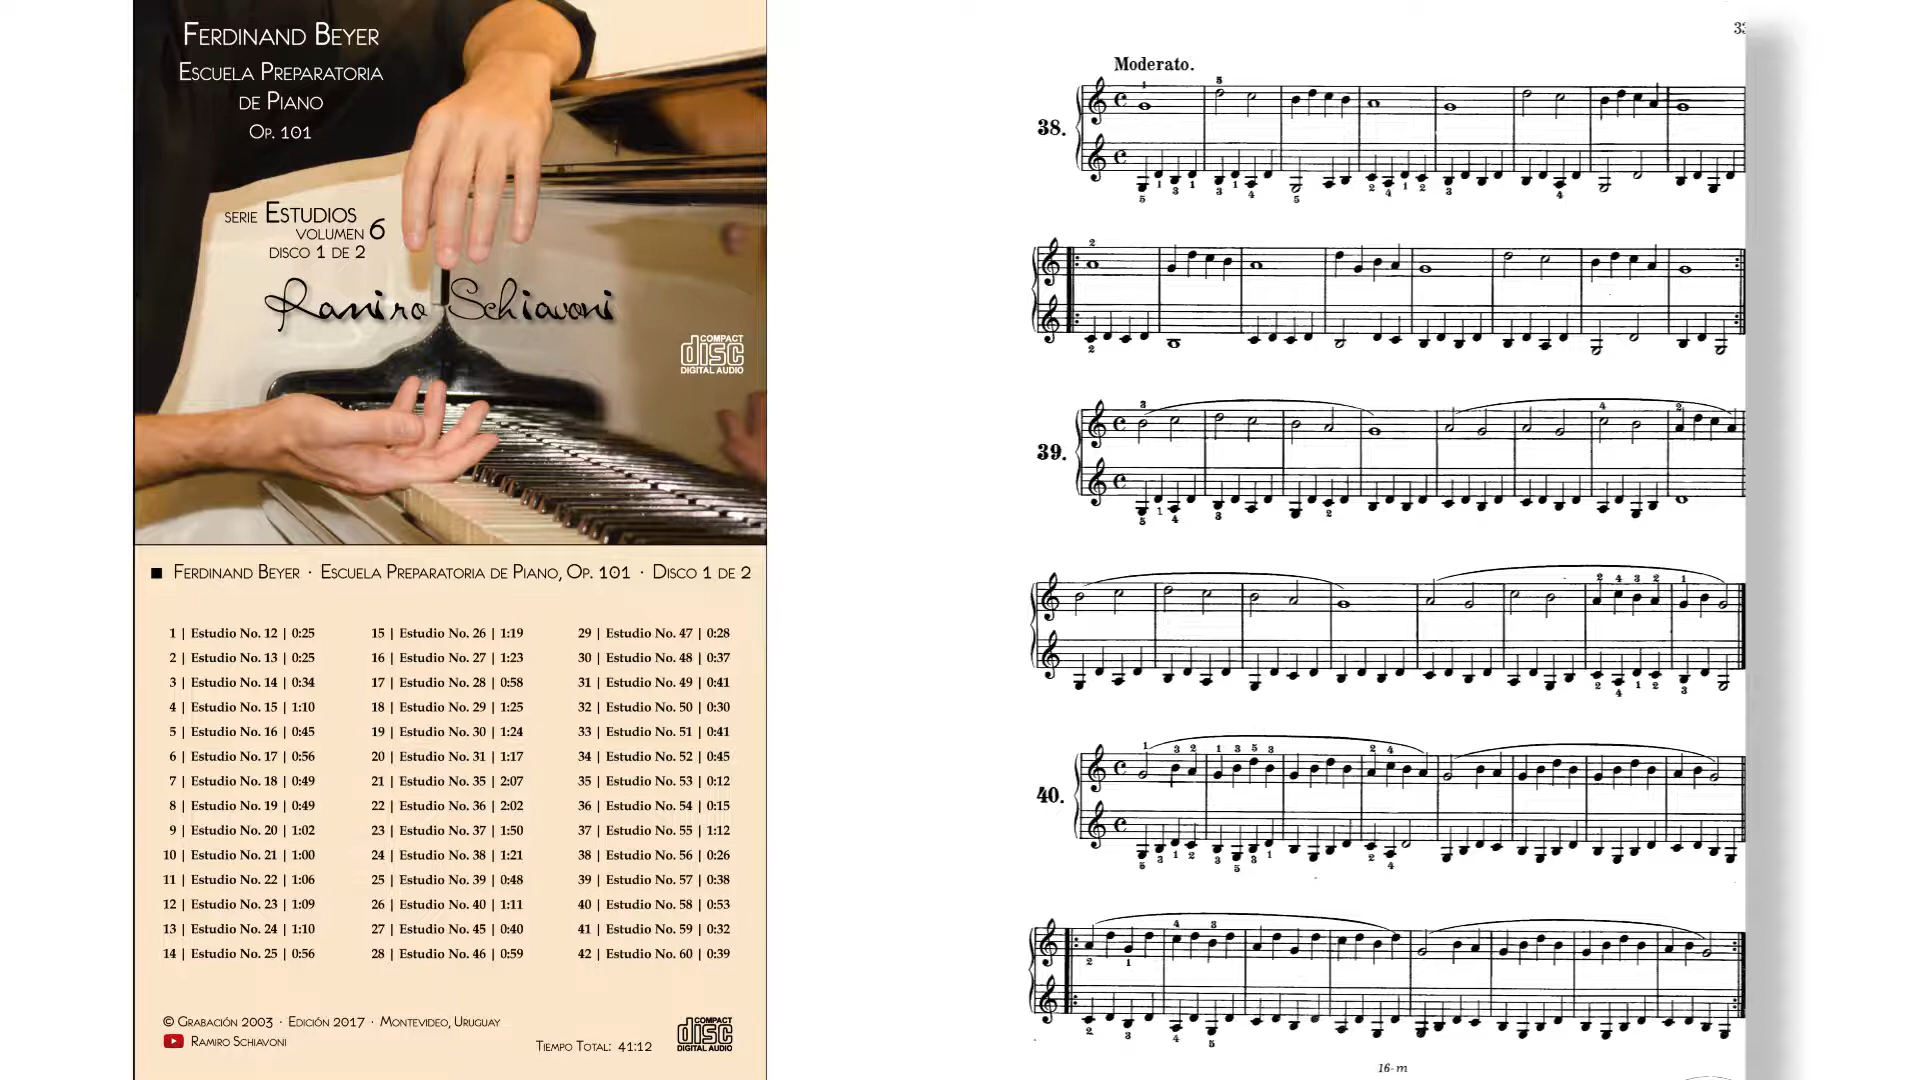 FERDINAND BEYER
ESCUELA PREPARATORIA
DE PIANO
OP. 101
SERIE ESTUDIOS
VOLUMEN 6
DISCO 1 DE 2
Ramiro Schiavoni
COMPACT
disc
DIGITAL AUDIO
■ FERDINAND BEYER · ESCUELA PREPARATORIA DE PIANO, OP. 101 · DISCO 1 DE 2
1 | Estudio No. 12 | 0:25
2 | Estudio No. 13 | 0:25
3 | Estudio No. 14 | 0:34
4 | Estudio No. 15 | 1:10
5 | Estudio No. 16 | 0:45
6 | Estudio No. 17 | 0:56
7 | Estudio No. 18 | 0:49
8 | Estudio No. 19 | 0:49
9 | Estudio No. 20 | 1:02
10 | Estudio No. 21 | 1:00
11 | Estudio No. 22 | 1:06
12 | Estudio No. 23 | 1:09
13 | Estudio No. 24 | 1:10
14 | Estudio No. 25 | 0:56
15 | Estudio No. 26 | 1:19
16 | Estudio No. 27 | 1:23
17 | Estudio No. 28 | 0:58
18 | Estudio No. 29 | 1:25
19 | Estudio No. 30 | 1:24
20 | Estudio No. 31 | 1:17
21 | Estudio No. 35 | 2:07
22 | Estudio No. 36 | 2:02
23 | Estudio No. 37 | 1:50
24 | Estudio No. 38 | 1:21
25 | Estudio No. 39 | 0:48
26 | Estudio No. 40 | 1:11
27 | Estudio No. 45 | 0:40
28 | Estudio No. 46 | 0:59
29 | Estudio No. 47 | 0:28
30 | Estudio No. 48 | 0:37
31 | Estudio No. 49 | 0:41
32 | Estudio No. 50 | 0:30
33 | Estudio No. 51 | 0:41
34 | Estudio No. 52 | 0:45
35 | Estudio No. 53 | 0:12
36 | Estudio No. 54 | 0:15
37 | Estudio No. 55 | 1:12
38 | Estudio No. 56 | 0:26
39 | Estudio No. 57 | 0:38
40 | Estudio No. 58 | 0:53
41 | Estudio No. 59 | 0:32
42 | Estudio No. 60 | 0:39
© GRABACIÓN 2003 · EDICIÓN 2017 · MONTEVIDEO, URUGUAY
RAMIRO SCHIAVONI
TIEMPO TOTAL: 41:12
COMPACT
disc
DIGITAL AUDIO
Moderato.
38.
39.
40.
16-m